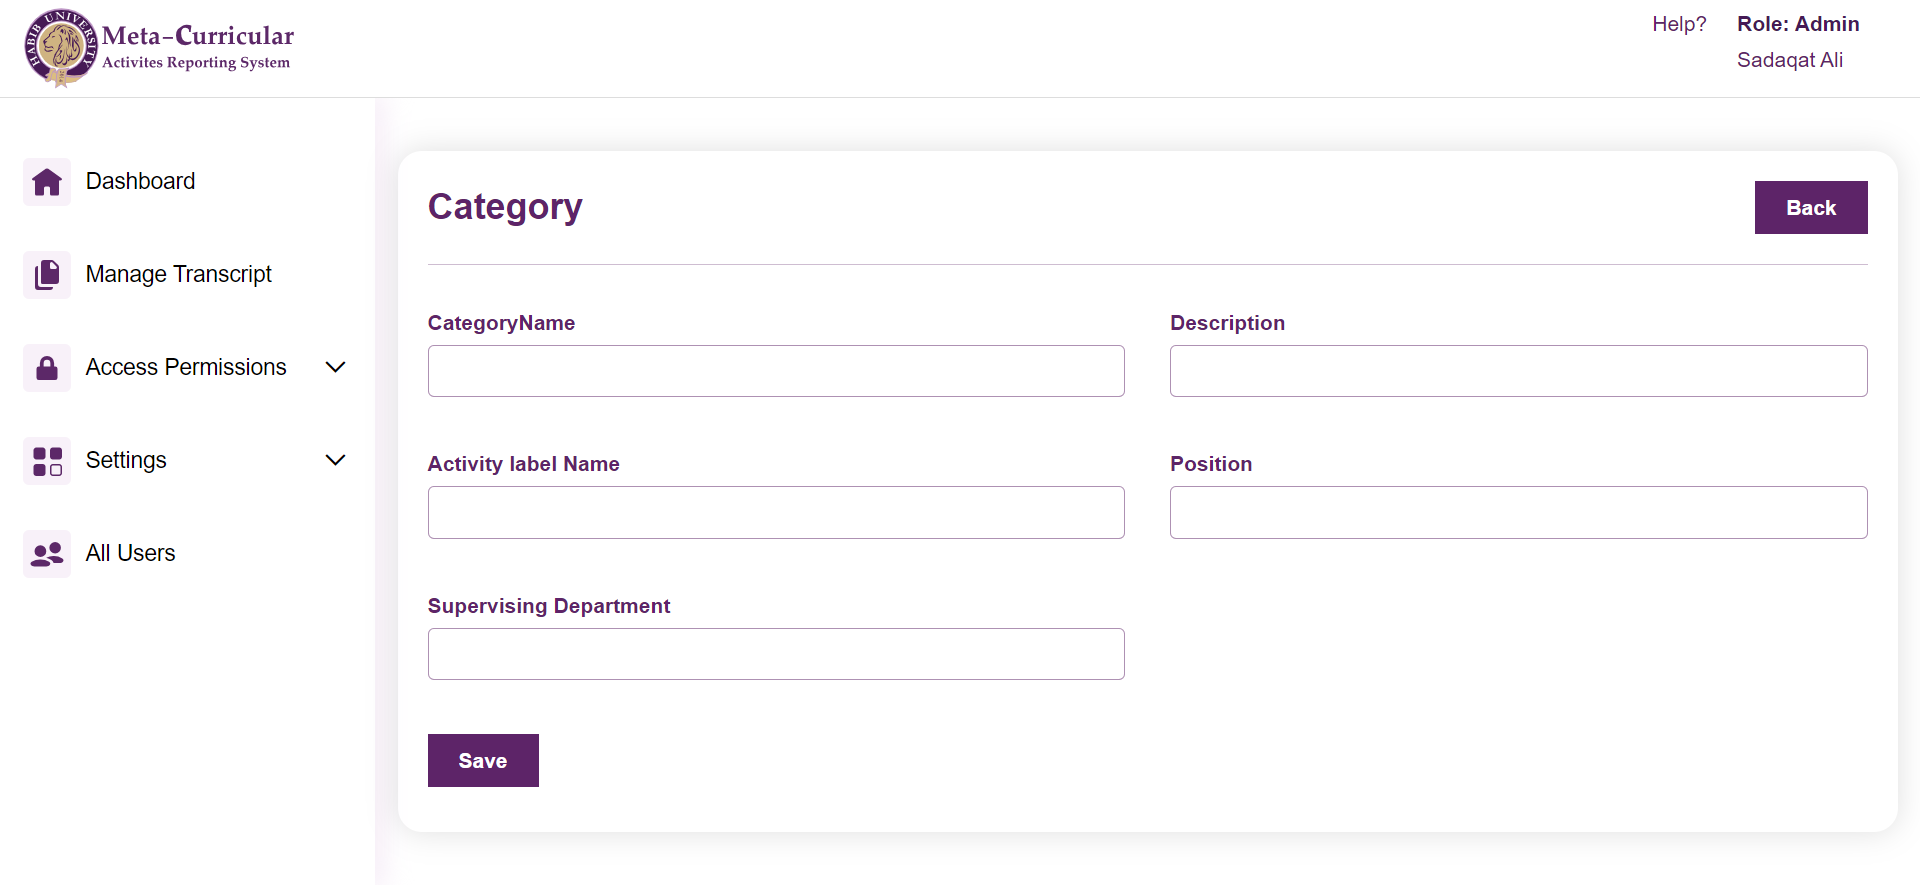 HABIB UNIVERSITY
Meta-Curricular
Activites Reporting System
Help?
Role: Admin
Sadaqat Ali
Dashboard
Manage Transcript
Access Permissions
Settings
All Users
Category
Back
CategoryName
Description
Activity label Name
Position
Supervising Department
Save